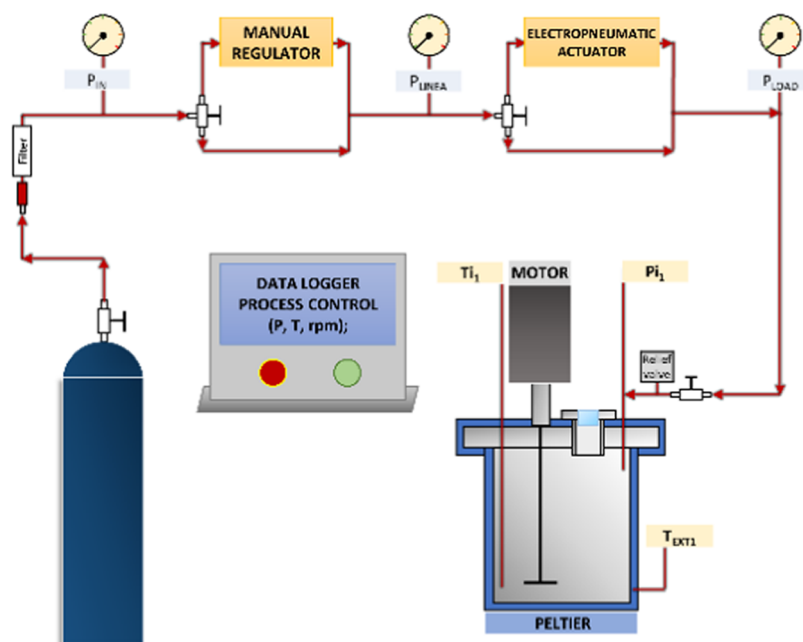 MANUAL
REGULATOR
ELECTROPNEUMATIC
ACTUATOR
P_IN
P_LINEA
P_LOAD
Filter
DATA LOGGER
PROCESS CONTROL
(P, T, rpm);
Ti₁
MOTOR
Pi₁
Relief
valve
T_EXT1
PELTIER